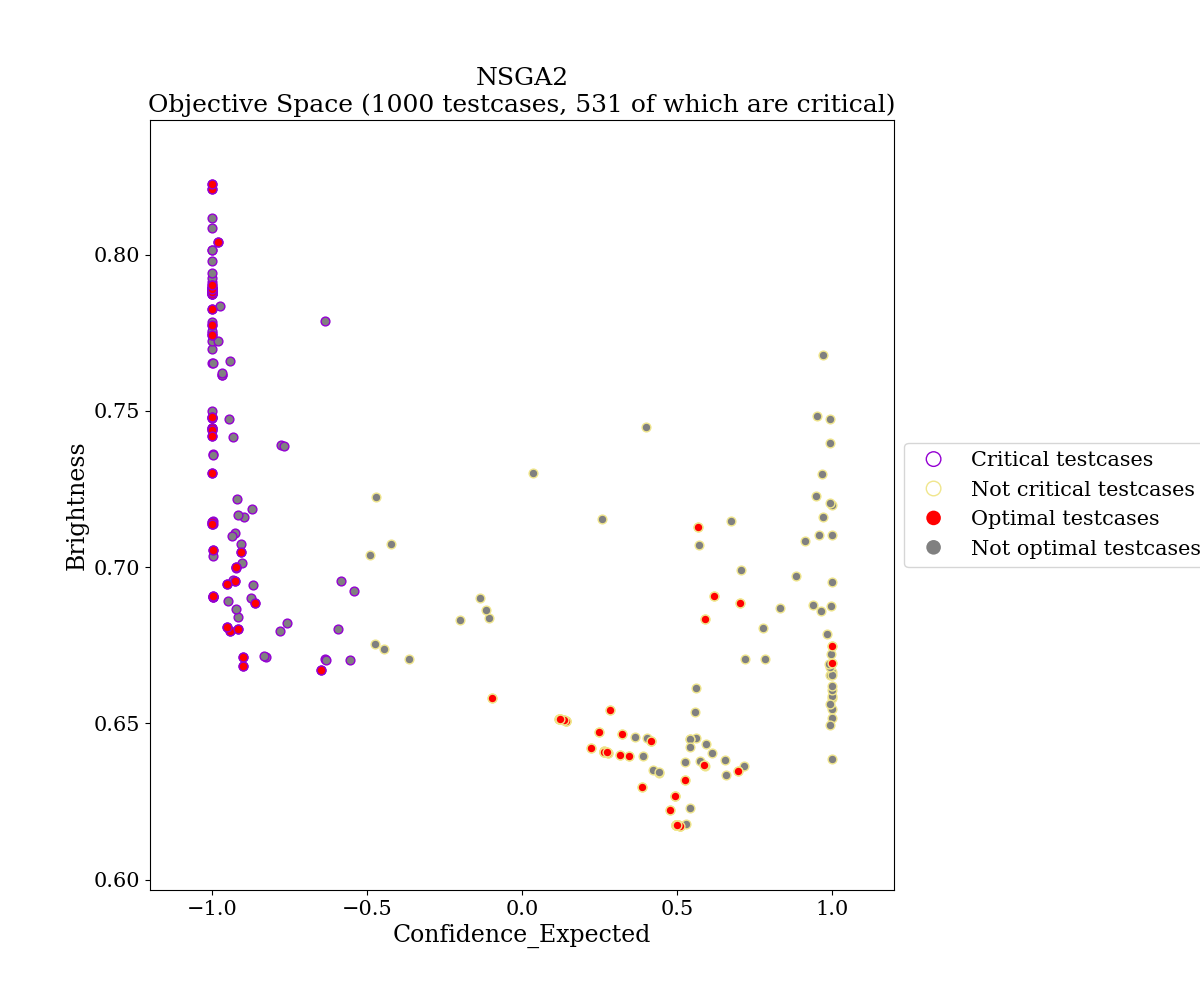 NSGA2
Objective Space (1000 testcases, 531 of which are critical)
Brightness
0.80
0.75
0.70
0.65
0.60
−1.0
−0.5
0.0
0.5
1.0
Confidence_Expected
Critical testcases
Not critical testcases
Optimal testcases
Not optimal testcases